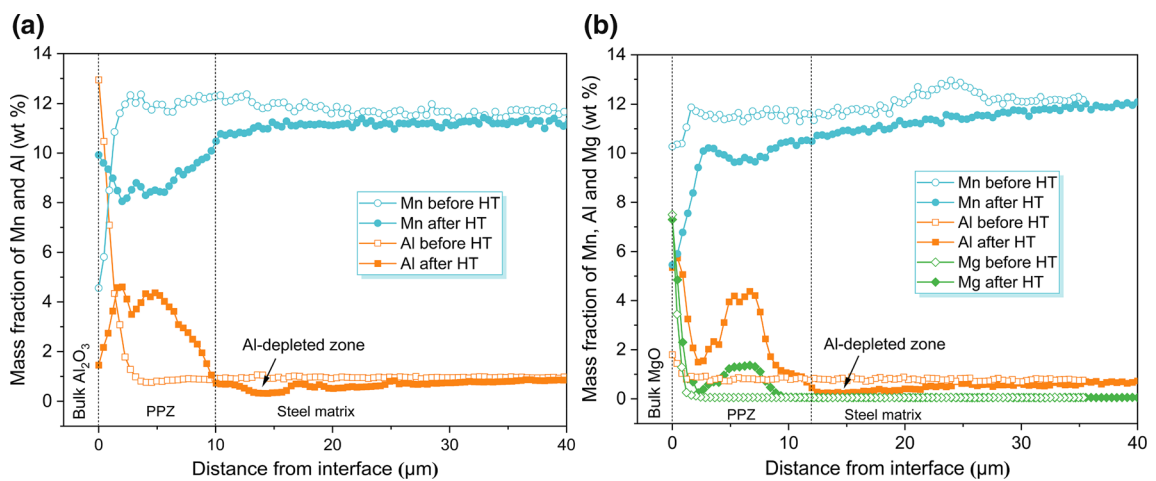 (a)
Mass fraction of Mn and Al (wt %)
14
12
10
8
6
4
2
0
Mn before HT
Mn after HT
Al before HT
Al after HT
Al-depleted zone
Bulk Al2O3
PPZ
Steel matrix
0
10
20
30
40
Distance from interface (μm)
(b)
Mass fraction of Mn, Al and Mg (wt %)
14
12
10
8
6
4
2
0
Mn before HT
Mn after HT
Al before HT
Al after HT
Mg before HT
Mg after HT
Al-depleted zone
Bulk MgO
PPZ
Steel matrix
0
10
20
30
40
Distance from interface (μm)